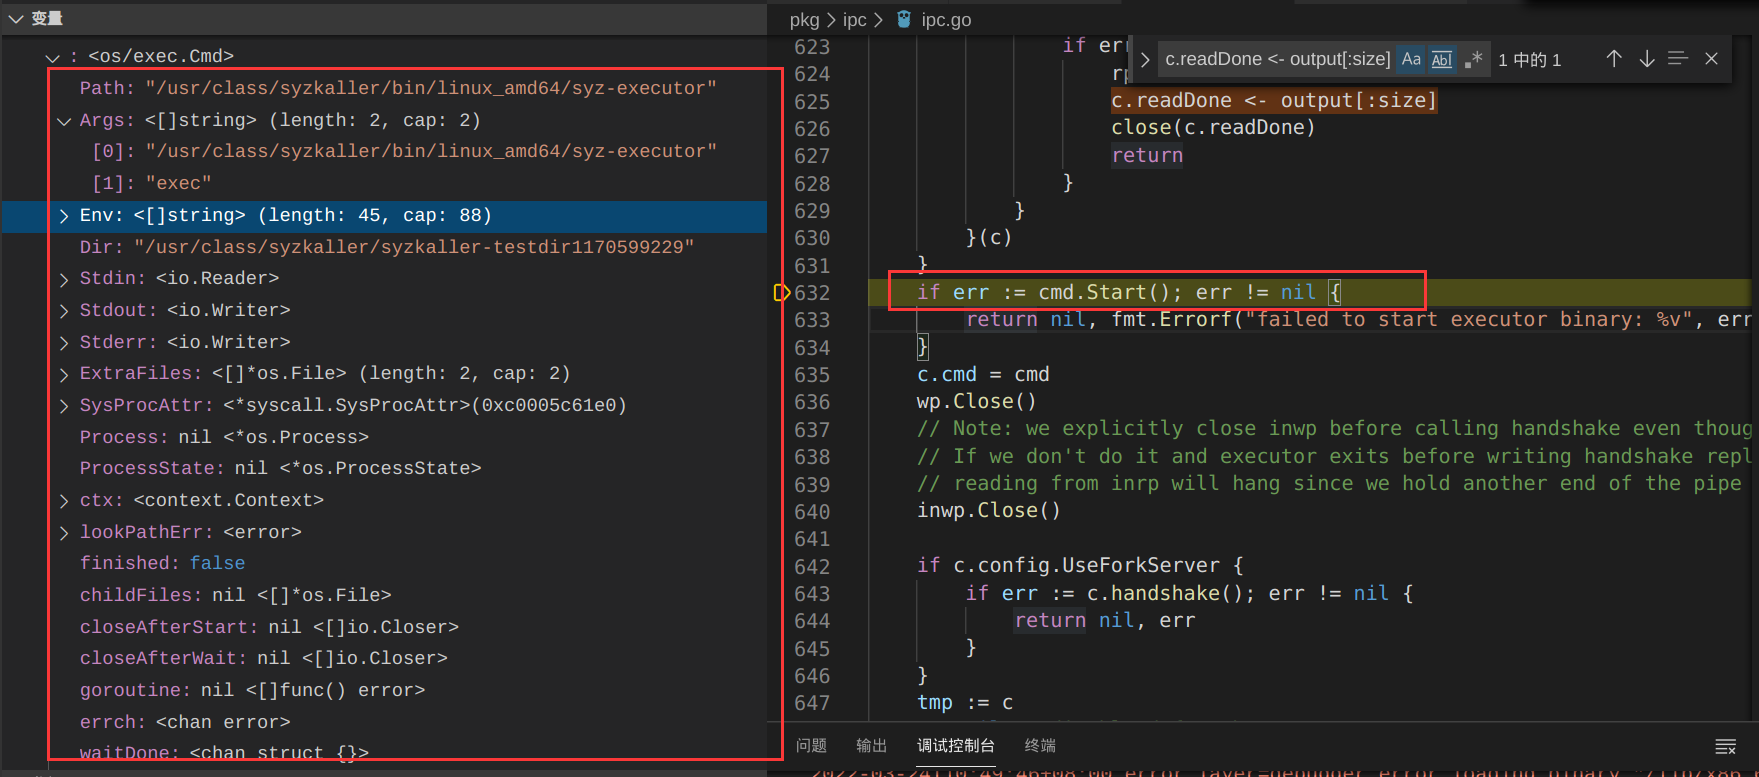 变量
: <os/exec.Cmd>
Path: "/usr/class/syzkaller/bin/linux_amd64/syz-executor"
Args: <[]string> (length: 2, cap: 2)
[0]: "/usr/class/syzkaller/bin/linux_amd64/syz-executor"
[1]: "exec"
Env: <[]string> (length: 45, cap: 88)
Dir: "/usr/class/syzkaller/syzkaller-testdir1170599229"
Stdin: <io.Reader>
Stdout: <io.Writer>
Stderr: <io.Writer>
ExtraFiles: <[]*os.File> (length: 2, cap: 2)
SysProcAttr: <*syscall.SysProcAttr>(0xc0005c61e0)
Process: nil <*os.Process>
ProcessState: nil <*os.ProcessState>
ctx: <context.Context>
lookPathErr: <error>
finished: false
childFiles: nil <[]*os.File>
closeAfterStart: nil <[]io.Closer>
closeAfterWait: nil <[]io.Closer>
goroutine: nil <[]func() error>
errch: <chan error>
waitDone: <chan struct {}>
pkg > ipc > ipc.go
c.readDone <- output[:size] Aa Abl .* 1 中的 1
623 if err
624 rp
625 c.readDone <- output[:size]
626 close(c.readDone)
627 return
628 }
629 }
630 }(c)
631 }
632 if err := cmd.Start(); err != nil {
633 return nil, fmt.Errorf("failed to start executor binary: %v", err
634 }
635 c.cmd = cmd
636 wp.Close()
637 // Note: we explicitly close inwp before calling handshake even thoug
638 // If we don't do it and executor exits before writing handshake repl
639 // reading from inrp will hang since we hold another end of the pipe
640 inwp.Close()
641
642 if c.config.UseForkServer {
643 if err := c.handshake(); err != nil {
644 return nil, err
645 }
646 }
647 tmp := c
问题 输出 调试控制台 终端